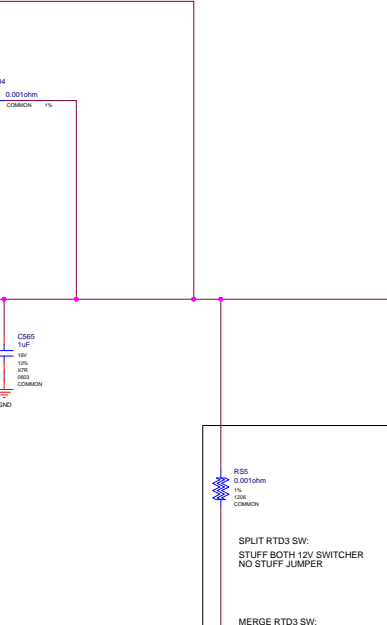 04
0.001ohm
COMMON 1%
C565
1uF
16V
10%
X7R
0603
COMMON
GND
RS5
0.001ohm
1%
1206
COMMON
SPLIT RTD3 SW:
STUFF BOTH 12V SWITCHER
NO STUFF JUMPER
MERGE RTD3 SW: